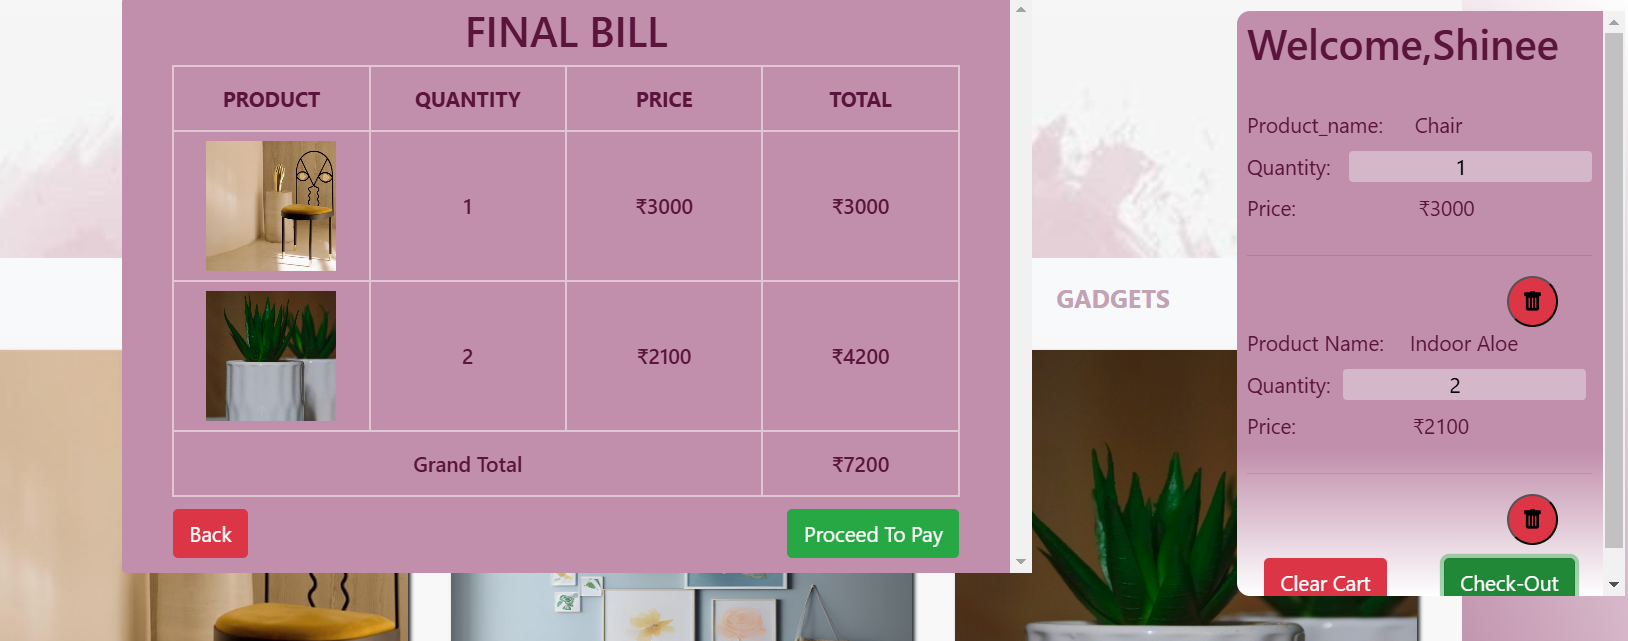 FINAL BILL
PRODUCT QUANTITY PRICE TOTAL
1 ₹3000 ₹3000
2 ₹2100 ₹4200
Grand Total ₹7200
Back Proceed To Pay
GADGETS
Welcome,Shinee
Product_name: Chair
Quantity: 1
Price: ₹3000
Product Name: Indoor Aloe
Quantity: 2
Price: ₹2100
Clear Cart Check-Out